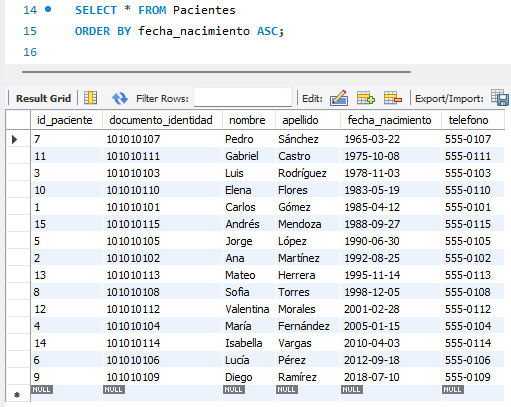 14 SELECT * FROM Pacientes
15 ORDER BY fecha_nacimiento ASC;
16
Result Grid Filter Rows: Edit: Export/Import:
id_paciente documento_identidad nombre apellido fecha_nacimiento telefono
7 101010107 Pedro Sánchez 1965-03-22 555-0107
11 101010111 Gabriel Castro 1975-10-08 555-0111
3 101010103 Luis Rodríguez 1978-11-03 555-0103
10 101010110 Elena Flores 1983-05-19 555-0110
1 101010101 Carlos Gómez 1985-04-12 555-0101
15 101010115 Andrés Mendoza 1988-09-27 555-0115
5 101010105 Jorge López 1990-06-30 555-0105
2 101010102 Ana Martínez 1992-08-25 555-0102
13 101010113 Mateo Herrera 1995-11-14 555-0113
8 101010108 Sofia Torres 1998-12-05 555-0108
12 101010112 Valentina Morales 2001-02-28 555-0112
4 101010104 María Fernández 2005-01-15 555-0104
14 101010114 Isabella Vargas 2010-04-03 555-0114
6 101010106 Lucía Pérez 2012-09-18 555-0106
9 101010109 Diego Ramírez 2018-07-10 555-0109
NULL NULL NULL NULL NULL NULL